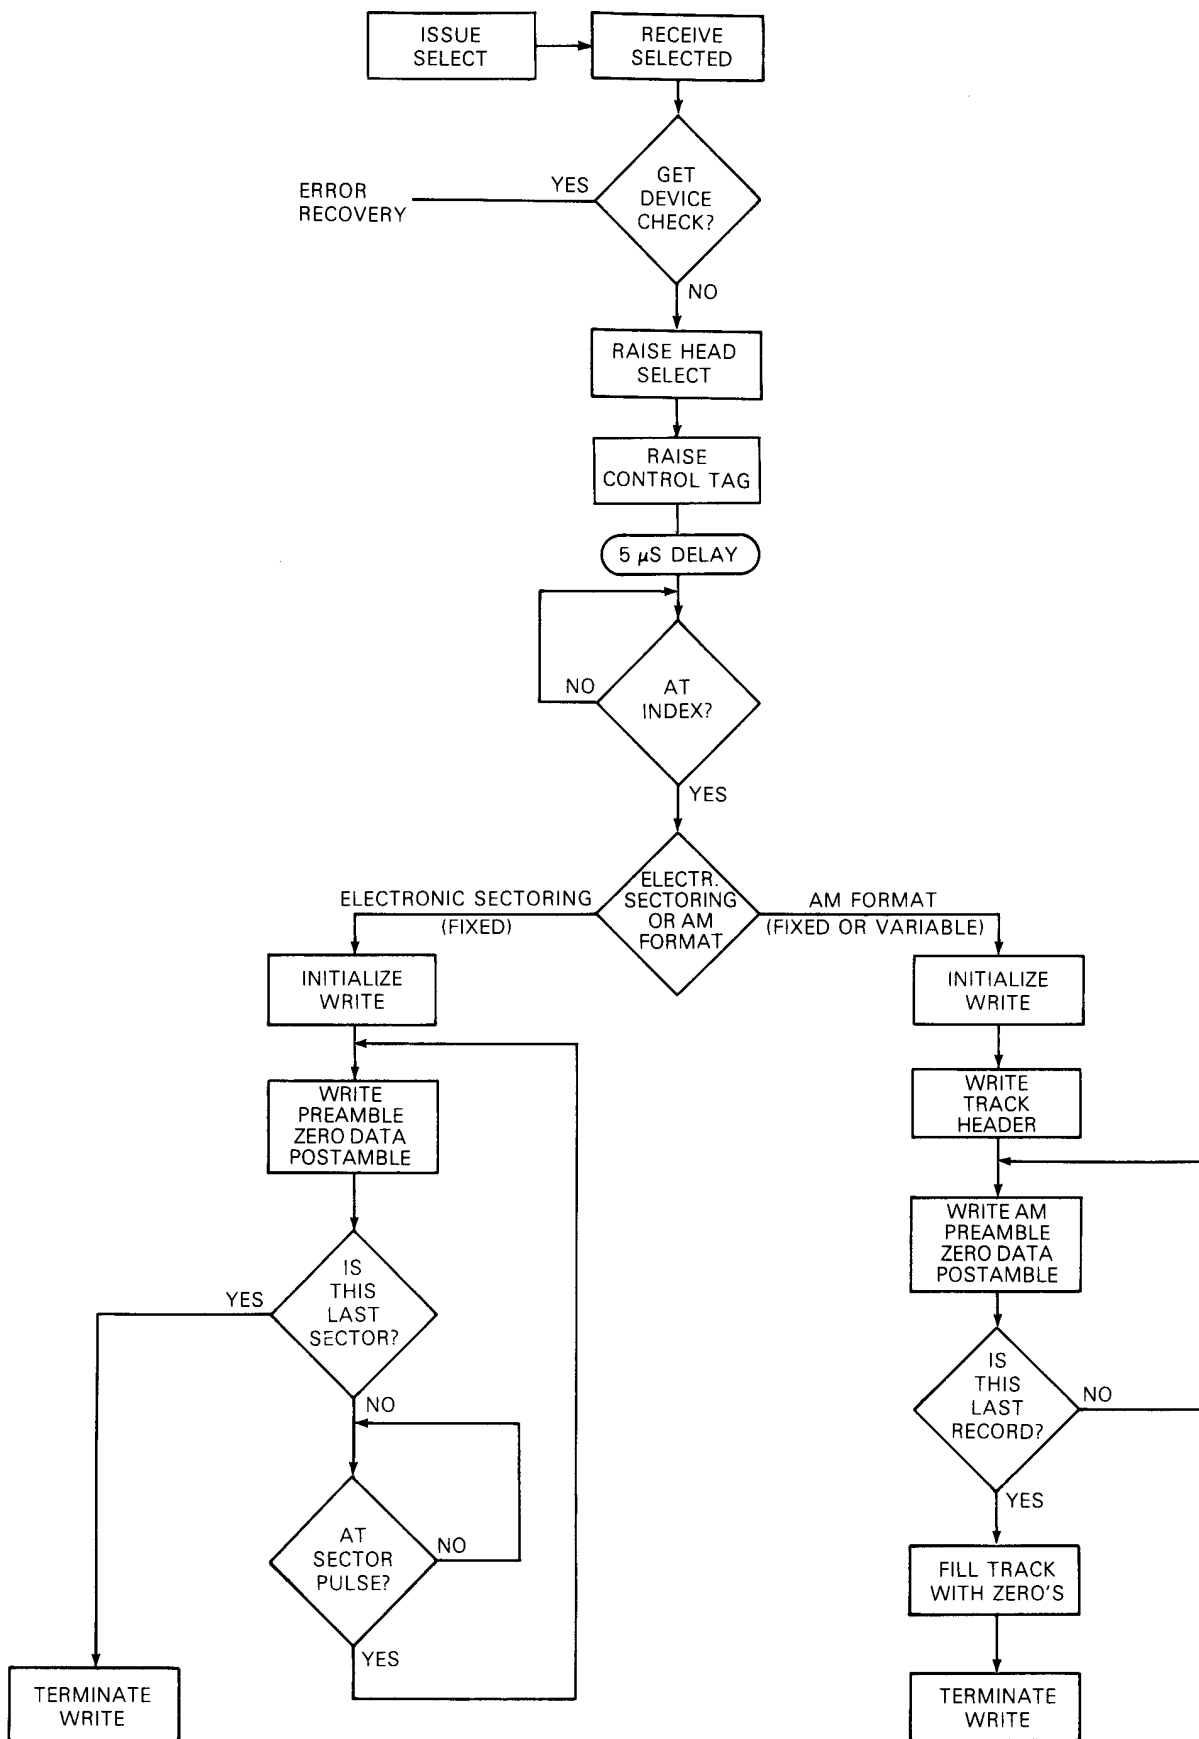 ISSUE
SELECT
RECEIVE
SELECTED
GET
DEVICE
CHECK?
YES
ERROR
RECOVERY
NO
RAISE HEAD
SELECT
RAISE
CONTROL TAG
5 µS DELAY
NO
AT
INDEX?
YES
ELECTR.
SECTORING
OR AM
FORMAT
ELECTRONIC SECTORING
(FIXED)
AM FORMAT
(FIXED OR VARIABLE)
INITIALIZE
WRITE
WRITE
PREAMBLE
ZERO DATA
POSTAMBLE
IS
THIS
LAST
SECTOR?
YES
NO
AT
SECTOR
PULSE?
NO
YES
TERMINATE
WRITE
INITIALIZE
WRITE
WRITE
TRACK
HEADER
WRITE AM
PREAMBLE
ZERO DATA
POSTAMBLE
IS
THIS
LAST
RECORD?
NO
YES
FILL TRACK
WITH ZERO'S
TERMINATE
WRITE